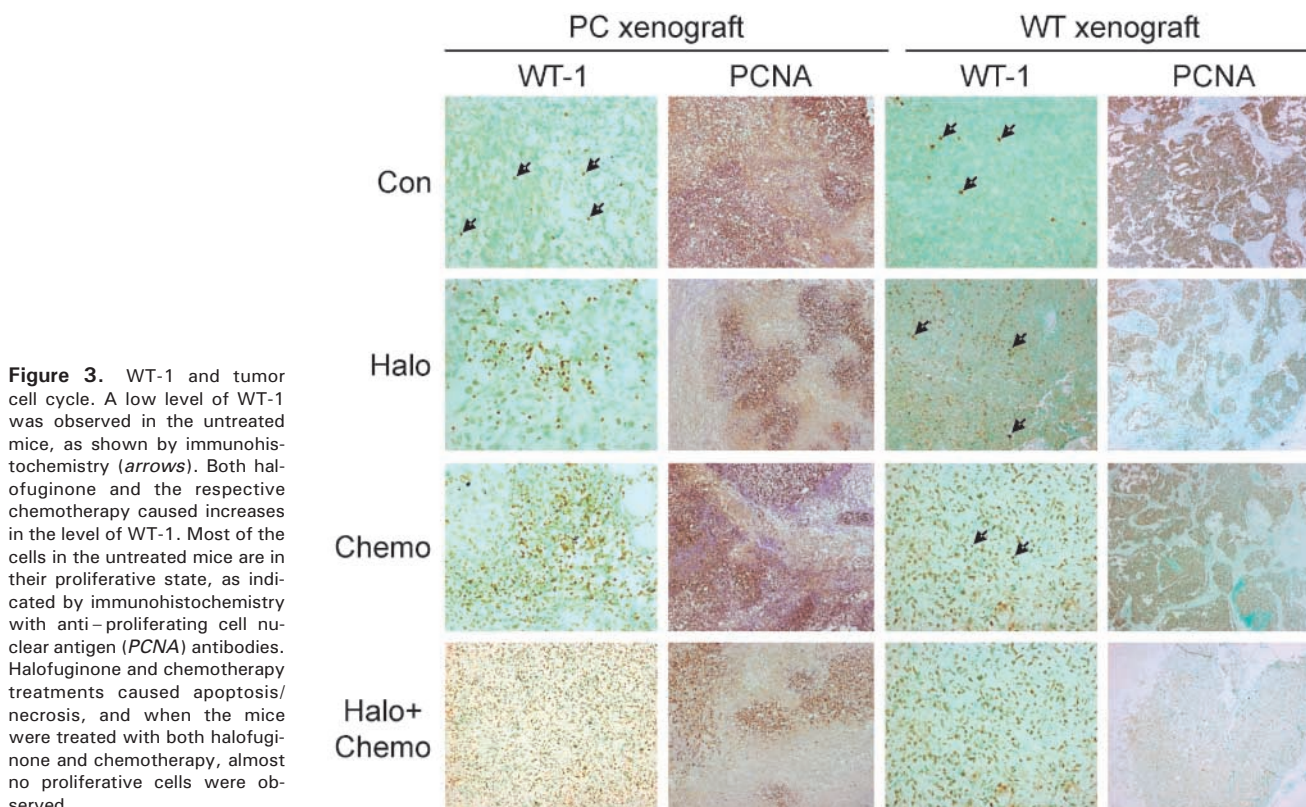 PC xenograft
WT xenograft
WT-1
PCNA
WT-1
PCNA
Con
Halo
Chemo
Halo+
Chemo
Figure 3. WT-1 and tumor
cell cycle. A low level of WT-1
was observed in the untreated
mice, as shown by immunohis-
tochemistry (arrows). Both hal-
ofuginone and the respective
chemotherapy caused increases
in the level of WT-1. Most of the
cells in the untreated mice are in
their proliferative state, as indi-
cated by immunohistochemistry
with anti–proliferating cell nu-
clear antigen (PCNA) antibodies.
Halofuginone and chemotherapy
treatments caused apoptosis/
necrosis, and when the mice
were treated with both halofugi-
none and chemotherapy, almost
no proliferative cells were ob-
served.